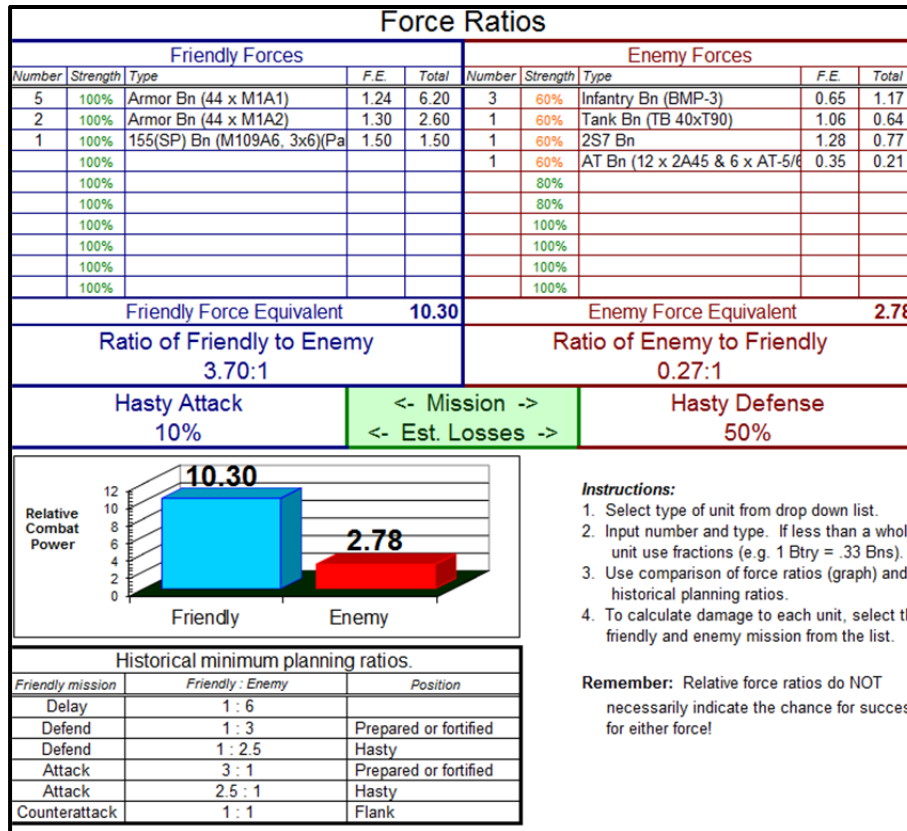 Force Ratios
Friendly Forces Enemy Forces
Number Strength Type F.E. Total Number Strength Type F.E. Total
5 100% Armor Bn (44 x M1A1) 1.24 6.20 3 60% Infantry Bn (BMP-3) 0.65 1.17
2 100% Armor Bn (44 x M1A2) 1.30 2.60 1 60% Tank Bn (TB 40xT90) 1.06 0.64
1 100% 155(SP) Bn (M109A6, 3x6)(Pa 1.50 1.50 1 60% 2S7 Bn 1.28 0.77
100% 1 60% AT Bn (12 x 2A45 & 6 x AT-5/6 0.35 0.21
100% 80%
100% 80%
100% 100%
100% 100%
100% 100%
100% 100%
Friendly Force Equivalent 10.30 Enemy Force Equivalent 2.78
Ratio of Friendly to Enemy Ratio of Enemy to Friendly
3.70:1 0.27:1
Hasty Attack <- Mission -> Hasty Defense
10% <- Est. Losses -> 50%
10.30
2.78
Relative
Combat
Power
12
10
8
6
4
2
0
Friendly Enemy
Instructions:
1. Select type of unit from drop down list.
2. Input number and type. If less than a whol
unit use fractions (e.g. 1 Btry = .33 Bns).
3. Use comparison of force ratios (graph) and
historical planning ratios.
4. To calculate damage to each unit, select th
friendly and enemy mission from the list.
Remember: Relative force ratios do NOT
necessarily indicate the chance for succes
for either force!
Historical minimum planning ratios.
Friendly mission Friendly : Enemy Position
Delay 1 : 6
Defend 1 : 3 Prepared or fortified
Defend 1 : 2.5 Hasty
Attack 3 : 1 Prepared or fortified
Attack 2.5 : 1 Hasty
Counterattack 1 : 1 Flank